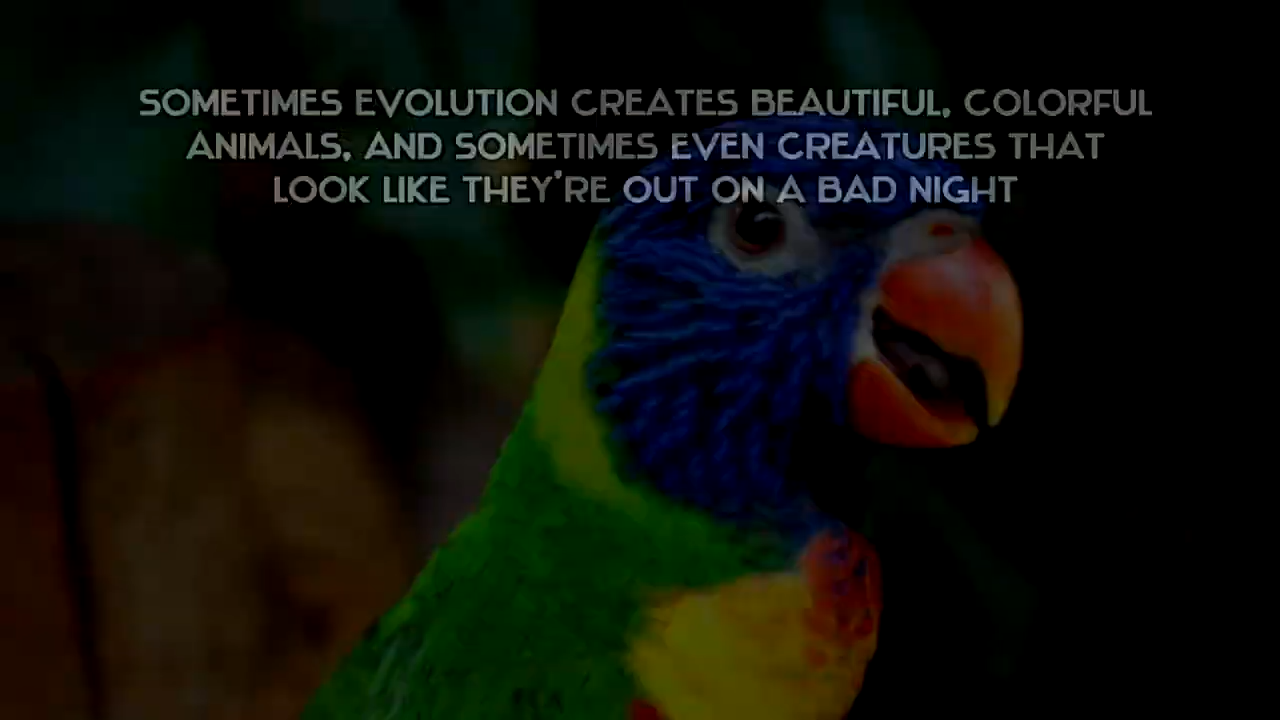 SOMETIMES EVOLUTION CREATES BEAUTIFUL, COLORFUL
ANIMALS, AND SOMETIMES EVEN CREATURES THAT
LOOK LIKE THEY'RE OUT ON A BAD NIGHT